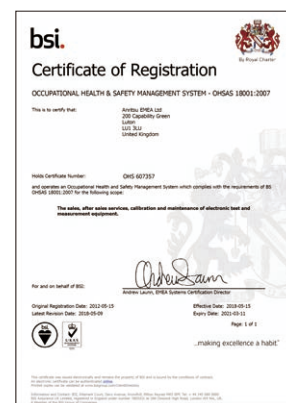 bsi.
By Royal Charter
Certificate of Registration
OCCUPATIONAL HEALTH & SAFETY MANAGEMENT SYSTEM - OHSAS 18001:2007
This is to certify that:
Anritsu EMEA Ltd
200 Capability Green
Luton
LU1 3LU
United Kingdom
Holds Certificate Number:
OHS 607357
and operates an Occupational Health and Safety Management System which complies with the requirements of BS
OHSAS 18001:2007 for the following scope:
The sales, after sales services, calibration and maintenance of electronic test and
measurement equipment.
For and on behalf of BSI:
Andrew Launn, EMEA Systems Certification Director
Original Registration Date: 2012-05-15
Effective Date: 2018-05-15
Latest Revision Date: 2018-05-09
Expiry Date: 2021-03-11
Page: 1 of 1
...making excellence a habit.